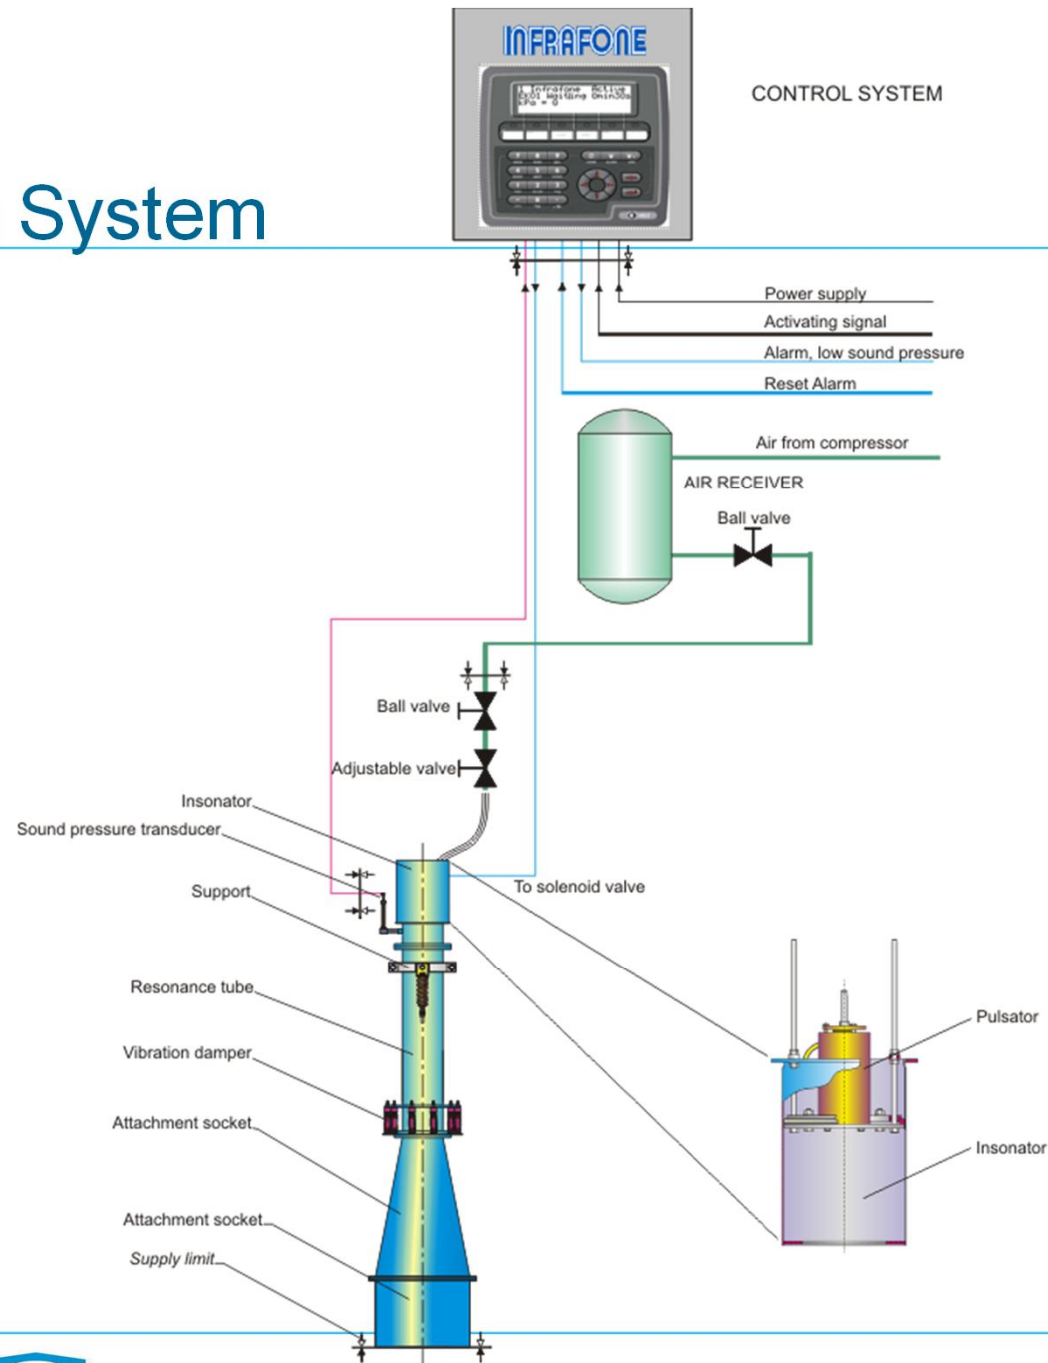 INFRAFONE
CONTROL SYSTEM
System
Power supply
Activating signal
Alarm, low sound pressure
Reset Alarm
Air from compressor
AIR RECEIVER
Ball valve
Ball valve
Adjustable valve
Insonator
Sound pressure transducer
To solenoid valve
Support
Resonance tube
Pulsator
Vibration damper
Attachment socket
Insonator
Attachment socket
Supply limit